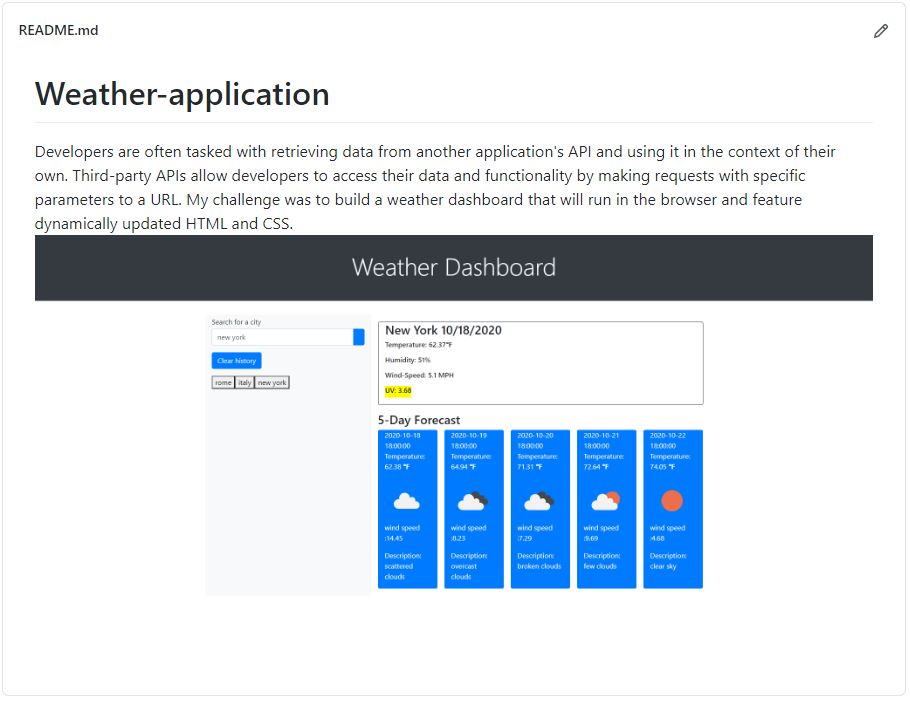 README.md
Weather-application
Developers are often tasked with retrieving data from another application's API and using it in the context of their
own. Third-party APIs allow developers to access their data and functionality by making requests with specific
parameters to a URL. My challenge was to build a weather dashboard that will run in the browser and feature
dynamically updated HTML and CSS.
Weather Dashboard
Search for a city
new york
Clear history
rome italy new york
New York 10/18/2020
Temperature: 62.37°F
Humidity: 51%
Wind-Speed: 5.1 MPH
UV: 3.68
5-Day Forecast
2020-10-18
18:00:00
Temperature:
62.38 °F
wind speed
:14.45
Description:
scattered
clouds
2020-10-19
18:00:00
Temperature:
64.94 °F
wind speed
:8.23
Description:
overcast
clouds
2020-10-20
18:00:00
Temperature:
71.31 °F
wind speed
:7.29
Description:
broken clouds
2020-10-21
18:00:00
Temperature:
72.64 °F
wind speed
:9.69
Description:
few clouds
2020-10-22
18:00:00
Temperature:
74.05 °F
wind speed
:4.68
Description:
clear sky